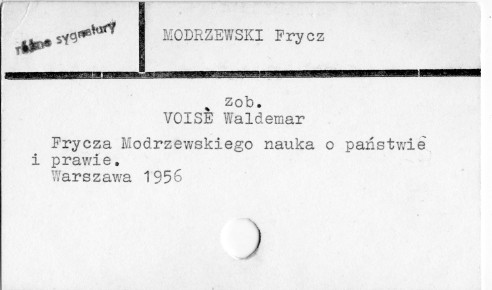 różne sygnatury
MODRZEWSKI Frycz
zob.
VOISÈ Waldemar
Frycza Modrzewskiego nauka o państwie
i prawie.
Warszawa 1956